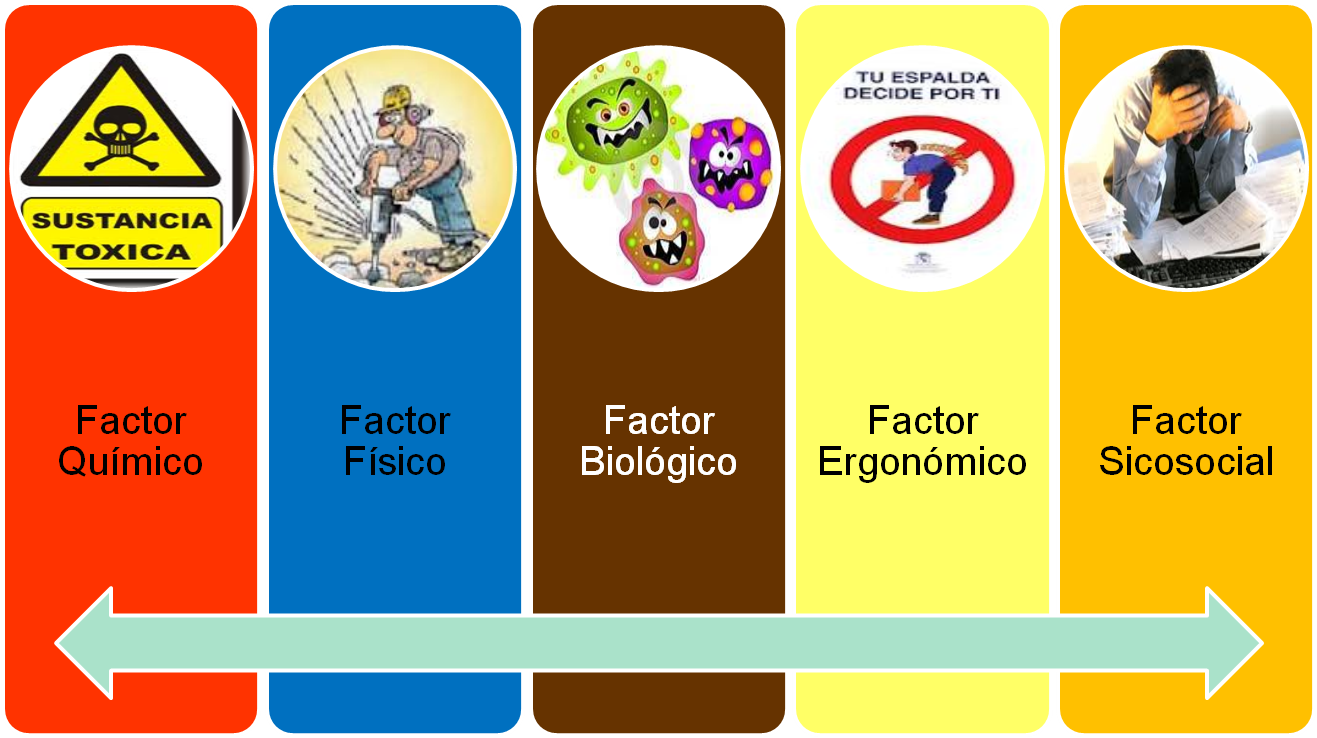 SUSTANCIA
TOXICA
TU ESPALDA
DECIDE POR TI
Factor
Químico
Factor
Físico
Factor
Biológico
Factor
Ergonómico
Factor
Sicosocial